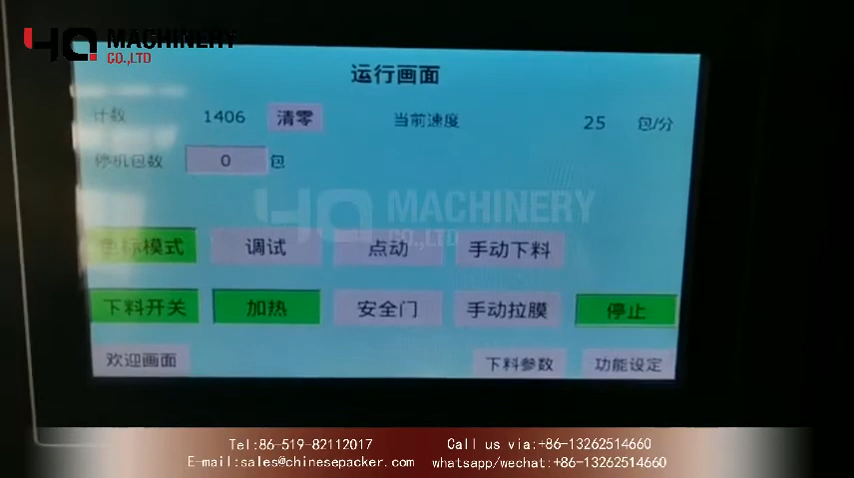 HQ MACHINERY
CO.,LTD
运行画面
计数 1406 清零 当前速度 25 包/分
停机包数 0 包
HQ MACHINERY
CO.,LTD
色标模式 调试 点动 手动下料
下料开关 加热 安全门 手动拉膜 停止
欢迎画面 下料参数 功能设定
Tel:86-519-82112017 Call us via:+86-13262514660
E-mail:sales@chinesepacker.com whatsapp/wechat:+86-13262514660